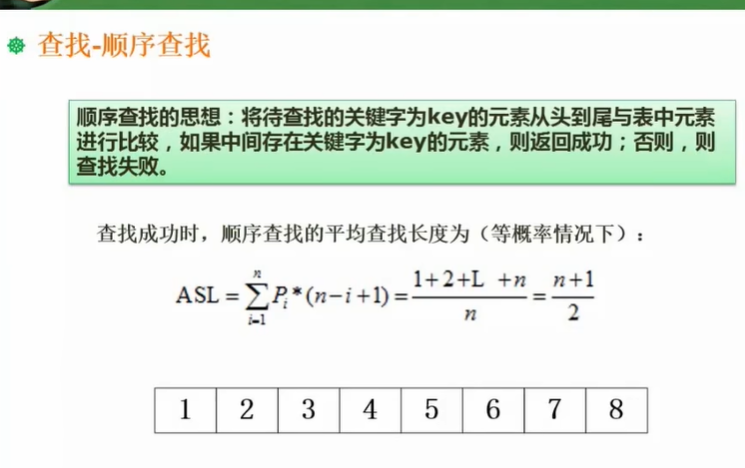 查找-顺序查找
顺序查找的思想：将待查找的关键字为key的元素从头到尾与表中元素
进行比较，如果中间存在关键字为key的元素，则返回成功；否则，则
查找失败。
查找成功时，顺序查找的平均查找长度为（等概率情况下）：
ASL = ∑_{i=1}^{n} P_i * (n-i+1) = (1+2+L +n)/n = (n+1)/2
1 2 3 4 5 6 7 8